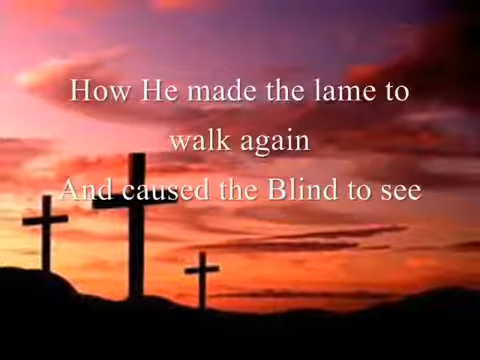 How He made the lame to
walk again
And caused the Blind to see